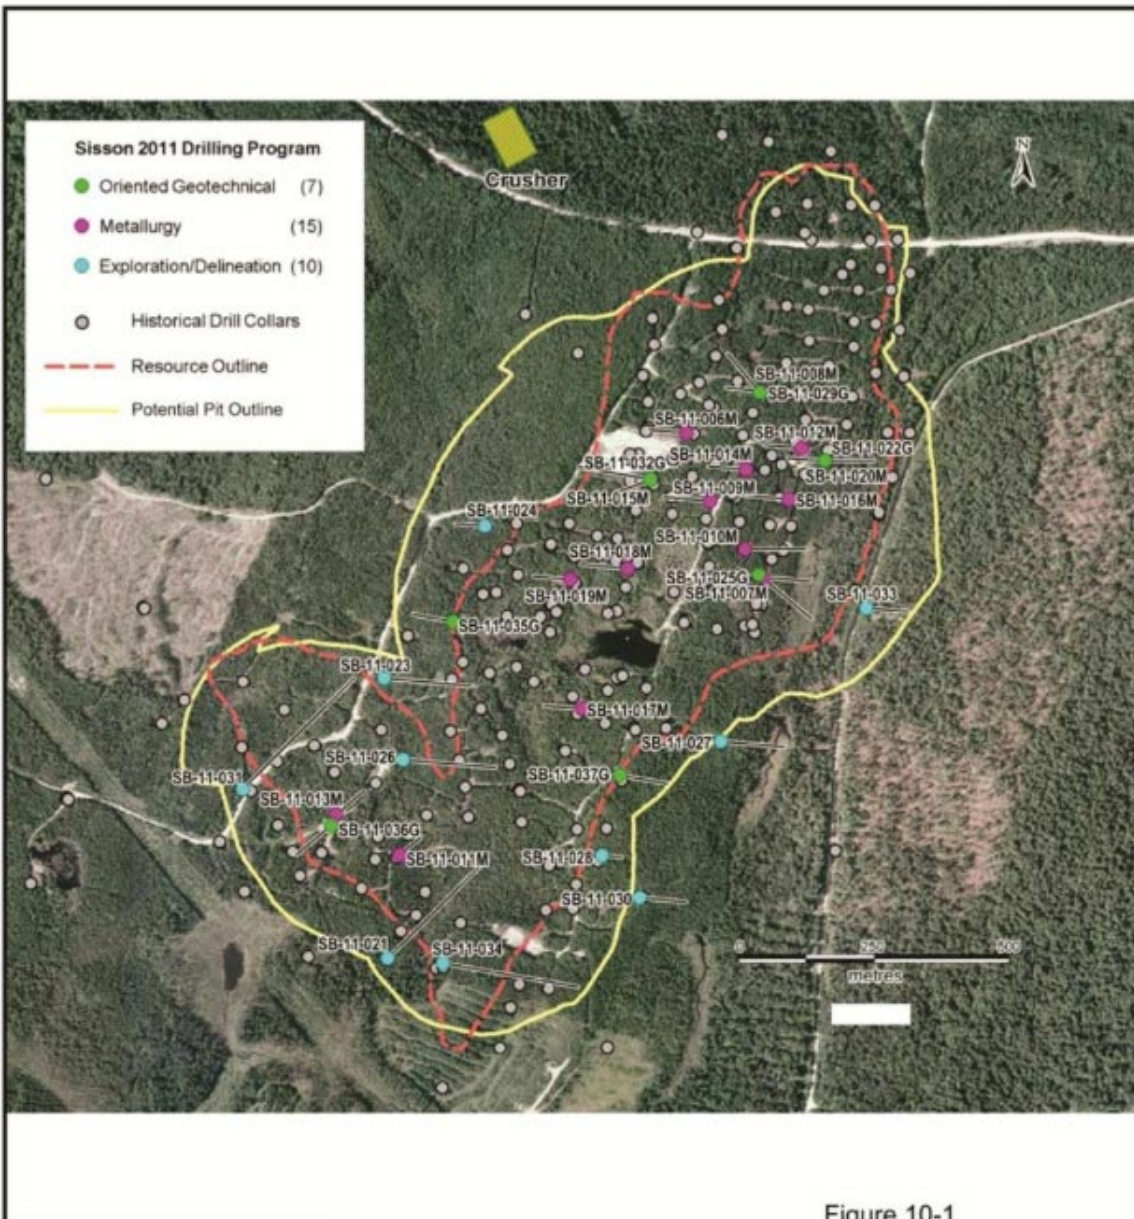 Sisson 2011 Drilling Program
Oriented Geotechnical (7)
Metallurgy (15)
Exploration/Delineation (10)
Historical Drill Collars
Resource Outline
Potential Pit Outline
Crusher
N
SB-11-008M
SB-11-029G
SB-11-006M
SB-11-012M
SB-11-022G
SB-11-014M
SB-11-032G
SB-11-020M
SB-11-015M
SB-11-009M
SB-11-016M
SB-11-024
SB-11-010M
SB-11-018M
SB-11-025G
SB-11-019M
SB-11-007M
SB-11-033
SB-11-035G
SB-11-023
SB-11-017M
SB-11-027
SB-11-026
SB-11-031
SB-11-037G
SB-11-013M
SB-11-036G
SB-11-011M
SB-11-028
SB-11-030
SB-11-021
SB-11-034
0 250 500
metres
Figure 10-1